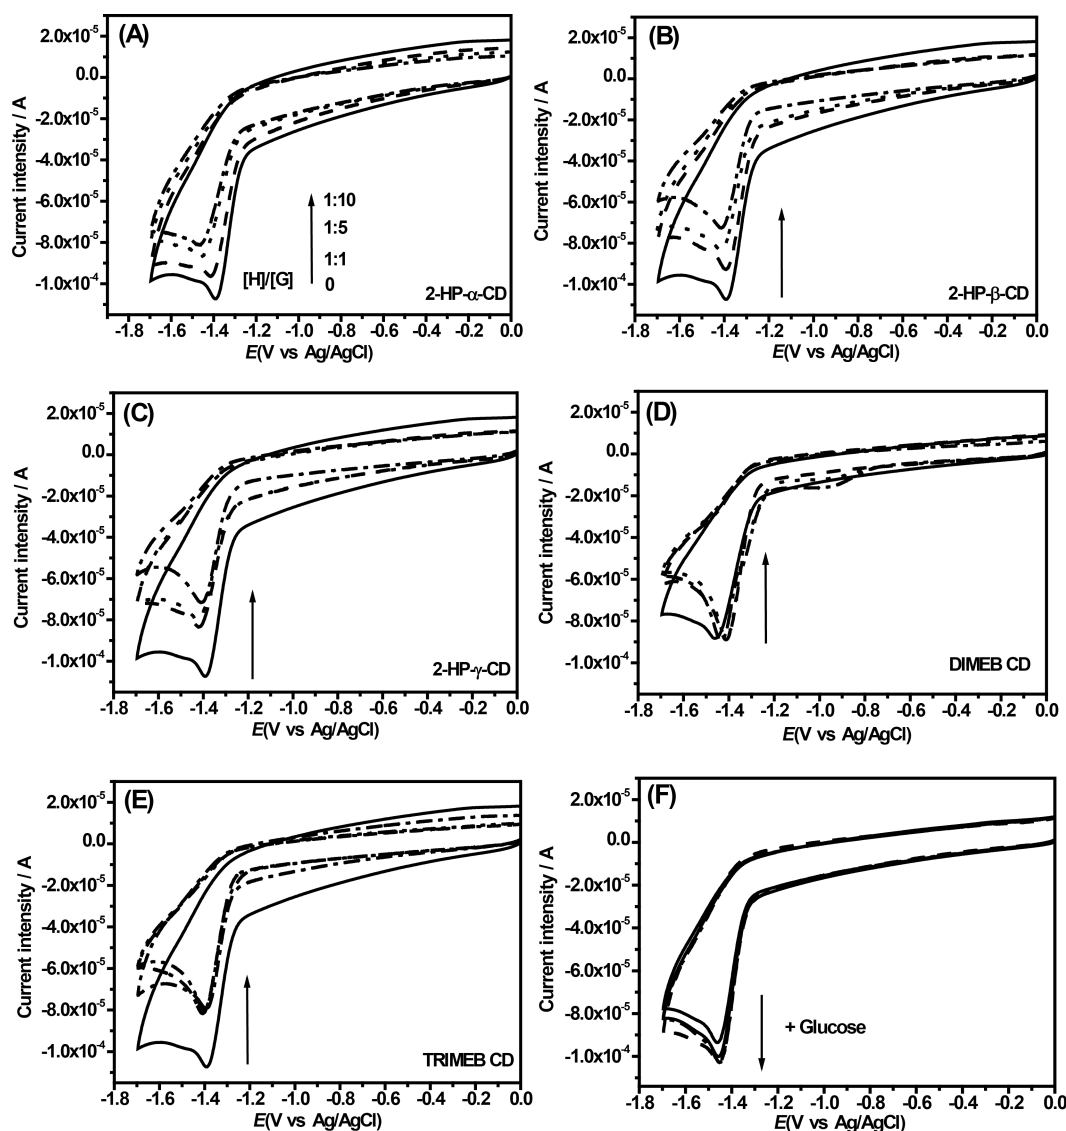 (A)
2.0x10⁻⁵
0.0
-2.0x10⁻⁵
-4.0x10⁻⁵
-6.0x10⁻⁵
-8.0x10⁻⁵
-1.0x10⁻⁴
Current intensity / A
1:10
1:5
1:1
[H]/[G] 0
2-HP-α-CD
-1.8 -1.6 -1.4 -1.2 -1.0 -0.8 -0.6 -0.4 -0.2 0.0
E(V vs Ag/AgCl)
(B)
2.0x10⁻⁵
0.0
-2.0x10⁻⁵
-4.0x10⁻⁵
-6.0x10⁻⁵
-8.0x10⁻⁵
-1.0x10⁻⁴
Current intensity / A
2-HP-β-CD
-1.8 -1.6 -1.4 -1.2 -1.0 -0.8 -0.6 -0.4 -0.2 0.0
E(V vs Ag/AgCl)
(C)
2.0x10⁻⁵
0.0
-2.0x10⁻⁵
-4.0x10⁻⁵
-6.0x10⁻⁵
-8.0x10⁻⁵
-1.0x10⁻⁴
Current intensity / A
2-HP-γ-CD
-1.8 -1.6 -1.4 -1.2 -1.0 -0.8 -0.6 -0.4 -0.2 0.0
E(V vs Ag/AgCl)
(D)
2.0x10⁻⁵
0.0
-2.0x10⁻⁵
-4.0x10⁻⁵
-6.0x10⁻⁵
-8.0x10⁻⁵
-1.0x10⁻⁴
Current intensity / A
DIMEB CD
-1.8 -1.6 -1.4 -1.2 -1.0 -0.8 -0.6 -0.4 -0.2 0.0
E(V vs Ag/AgCl)
(E)
2.0x10⁻⁵
0.0
-2.0x10⁻⁵
-4.0x10⁻⁵
-6.0x10⁻⁵
-8.0x10⁻⁵
-1.0x10⁻⁴
Current intensity / A
TRIMEB CD
-1.8 -1.6 -1.4 -1.2 -1.0 -0.8 -0.6 -0.4 -0.2 0.0
E(V vs Ag/AgCl)
(F)
2.0x10⁻⁵
0.0
-2.0x10⁻⁵
-4.0x10⁻⁵
-6.0x10⁻⁵
-8.0x10⁻⁵
-1.0x10⁻⁴
Current intensity / A
+ Glucose
-1.8 -1.6 -1.4 -1.2 -1.0 -0.8 -0.6 -0.4 -0.2 0.0
E(V vs Ag/AgCl)